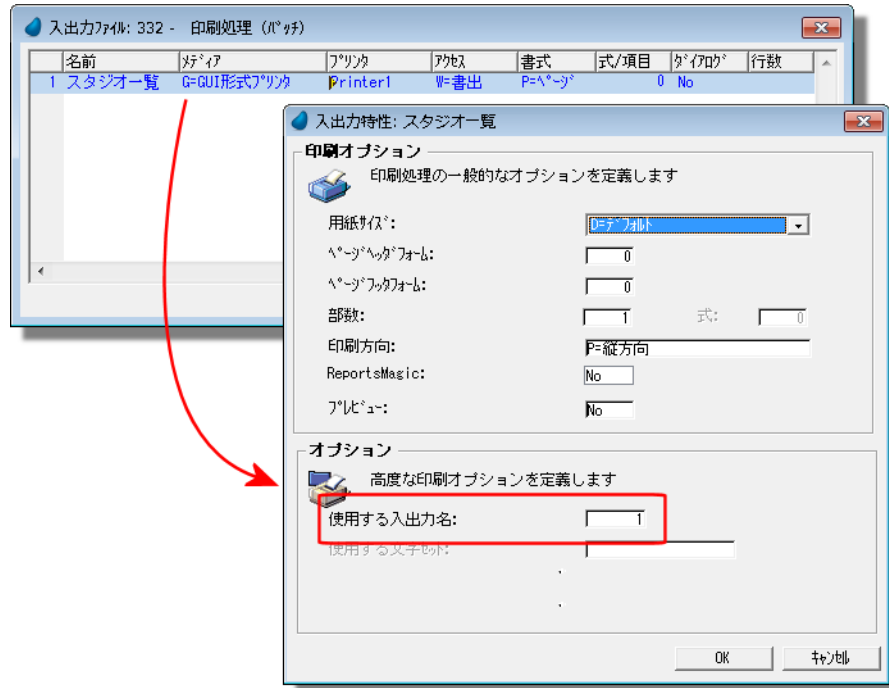 入出力ﾌｧｲﾙ: 332 - 印刷処理 (ﾊﾞｯﾁ)
名前 ﾒﾃﾞｨｱ ﾌﾟﾘﾝﾀ ｱｸｾｽ 書式 式/項目 ﾀﾞｲｱﾛｸﾞ 行数
1 スタジオ一覧 G=GUI形式ﾌﾟﾘﾝﾀ Printer1 W=書出 P=ﾍﾟｰｼﾞ 0 No
入出力特性: スタジオ一覧
印刷オプション
印刷処理の一般的なオプションを定義します
用紙ｻｲｽﾞ: D=ﾃﾞﾌｫﾙﾄ
ﾍﾟｰｼﾞﾍｯﾀﾞﾌｫｰﾑ: 0
ﾍﾟｰｼﾞﾌｯﾀﾌｫｰﾑ: 0
部数: 1 式: 0
印刷方向: P=縦方向
ReportsMagic: No
ﾌﾟﾚﾋﾞｭｰ: No
オプション
高度な印刷オプションを定義します
使用する入出力名: 1
使用する文字ｾｯﾄ:
OK ｷｬﾝｾﾙ